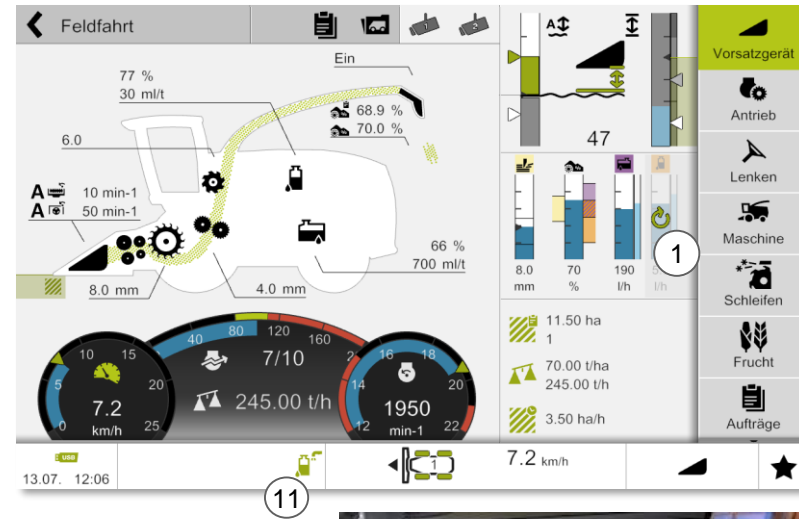 Feldfahrt
Ein
77 %
30 ml/t
68.9 %
70.0 %
6.0
A 10 min-1
A 50 min-1
66 %
700 ml/t
8.0 mm
4.0 mm
A
47
8.0 mm
70 %
190 l/h
l/h
1
40 80 120 160
7/10
245.00 t/h
0 5 10 15 20 25
7.2
km/h
12 14 16 18 20 22
1950
min-1
11.50 ha
1
70.00 t/ha
245.00 t/h
3.50 ha/h
Vorsatzgerät
Antrieb
Lenken
Maschine
Schleifen
Frucht
Aufträge
USB
13.07. 12:06
1
7.2 km/h
11